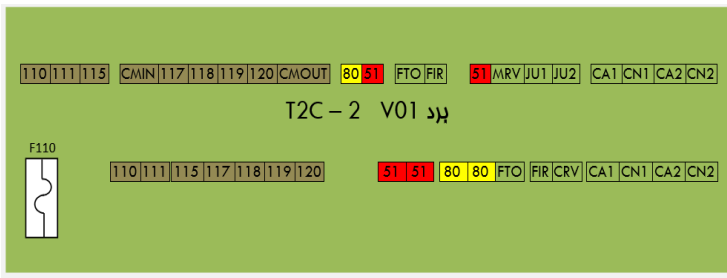 110 111 115 CMIN 117 118 119 120 CMOUT 80 51 FTO FIR 51 MRV JU1 JU2 CA1 CN1 CA2 CN2
برد T2C – 2 V01
F110
110 111 115 117 118 119 120 51 51 80 80 FTO FIR CRV CA1 CN1 CA2 CN2